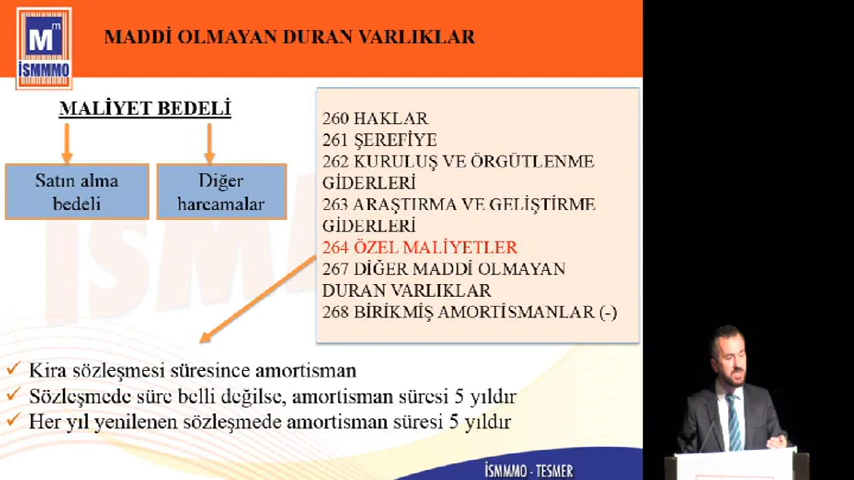 MADDİ OLMAYAN DURAN VARLIKLAR
M m
İSMMMO
MALİYET BEDELİ
Satın alma
bedeli
Diğer
harcamalar
260 HAKLAR
261 ŞEREFİYE
262 KURULUŞ VE ÖRGÜTLENME
GİDERLERİ
263 ARAŞTIRMA VE GELİŞTİRME
GİDERLERİ
264 ÖZEL MALİYETLER
267 DİĞER MADDİ OLMAYAN
DURAN VARLIKLAR
268 BİRİKMİŞ AMORTİSMANLAR (-)
Kira sözleşmesi süresince amortisman
Sözleşmede süre belli değilse, amortisman süresi 5 yıldır
Her yıl yenilenen sözleşmede amortisman süresi 5 yıldır
İSMMMO - TESMER